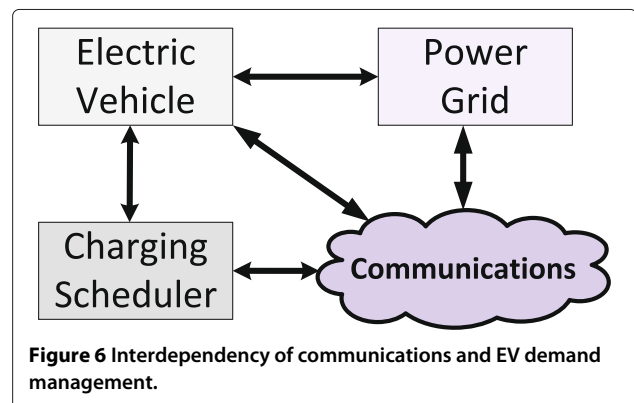 Electric
Vehicle
Power
Grid
Charging
Scheduler
Communications
Figure 6 Interdependency of communications and EV demand
management.